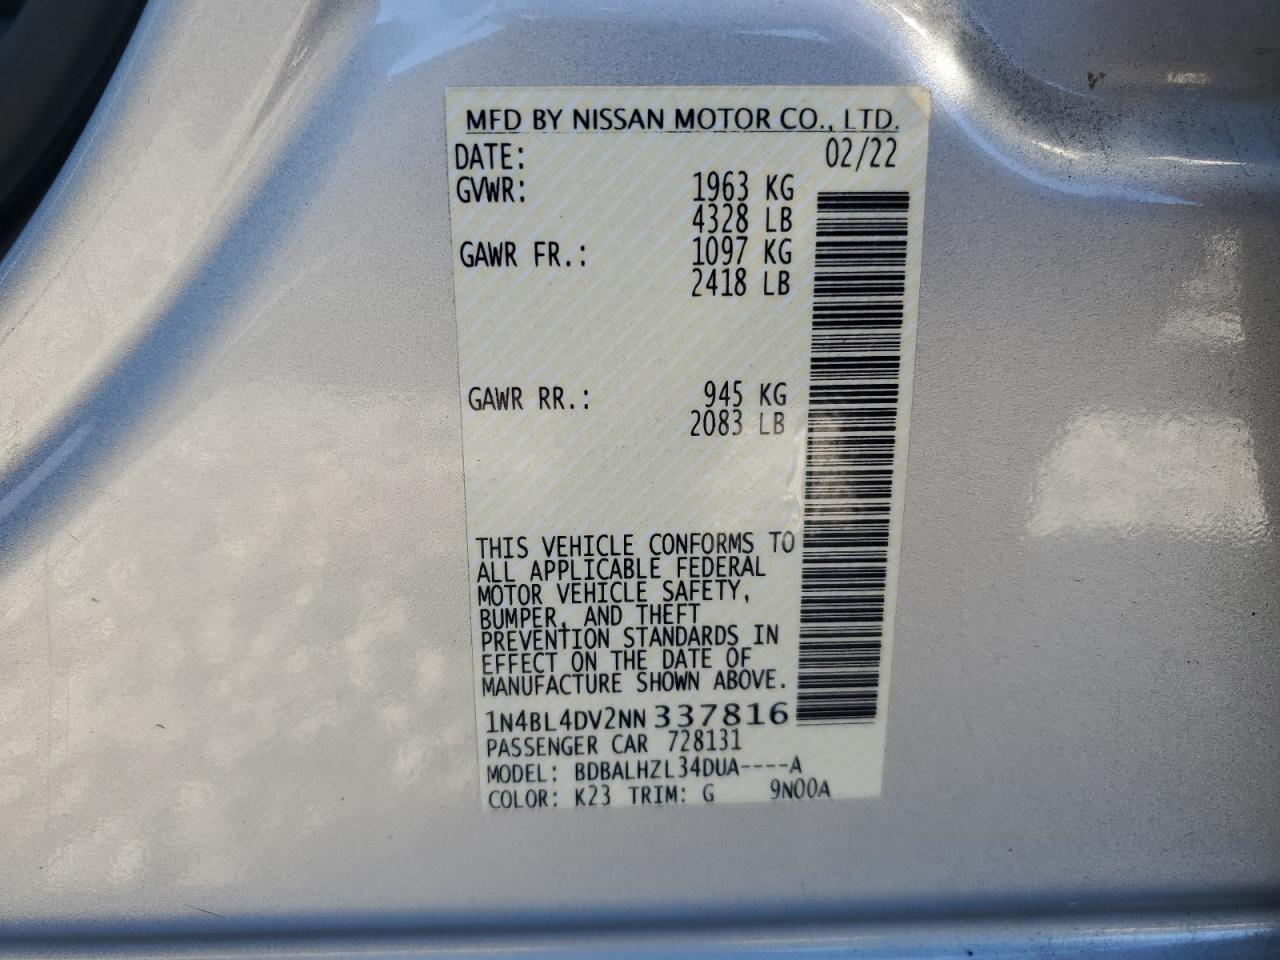 MFD BY NISSAN MOTOR CO., LTD.
DATE: 02/22
GVWR: 1963 KG
4328 LB
GAWR FR.: 1097 KG
2418 LB
GAWR RR.: 945 KG
2083 LB
THIS VEHICLE CONFORMS TO
ALL APPLICABLE FEDERAL
MOTOR VEHICLE SAFETY,
BUMPER, AND THEFT
PREVENTION STANDARDS IN
EFFECT ON THE DATE OF
MANUFACTURE SHOWN ABOVE.
1N4BL4DV2NN337816
PASSENGER CAR 728131
MODEL: BDBALHZL34DUA----A
COLOR: K23 TRIM: G 9N00A